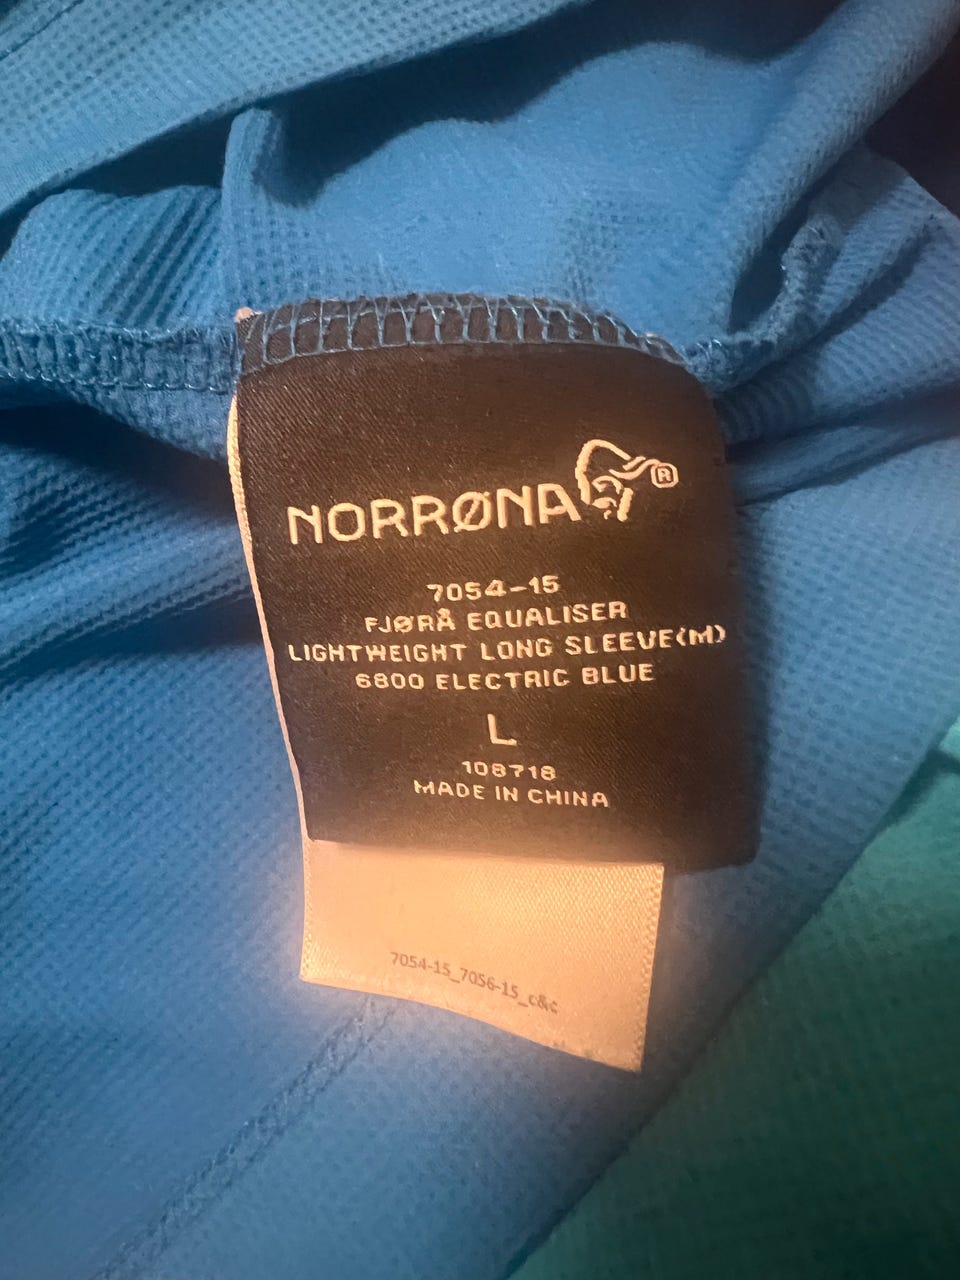 NORRØNA ®
7054-15
FJØRÅ EQUALISER
LIGHTWEIGHT LONG SLEEVE(M)
6800 ELECTRIC BLUE
L
108718
MADE IN CHINA
7054-15_7056-15_c&c